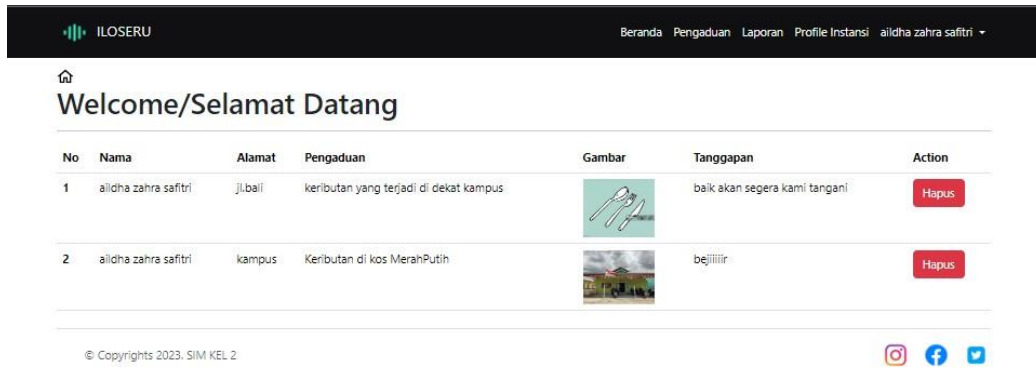 ILOSERU
Beranda Pengaduan Laporan Profile Instansi aildha zahra safitri
Welcome/Selamat Datang
No Nama Alamat Pengaduan Gambar Tanggapan Action
1 aildha zahra safitri jl.bali keributan yang terjadi di dekat kampus baik akan segera kami tangani Hapus
2 aildha zahra safitri kampus Keributan di kos MerahPutih bejiiiiir Hapus
© Copyrights 2023. SIM KEL 2